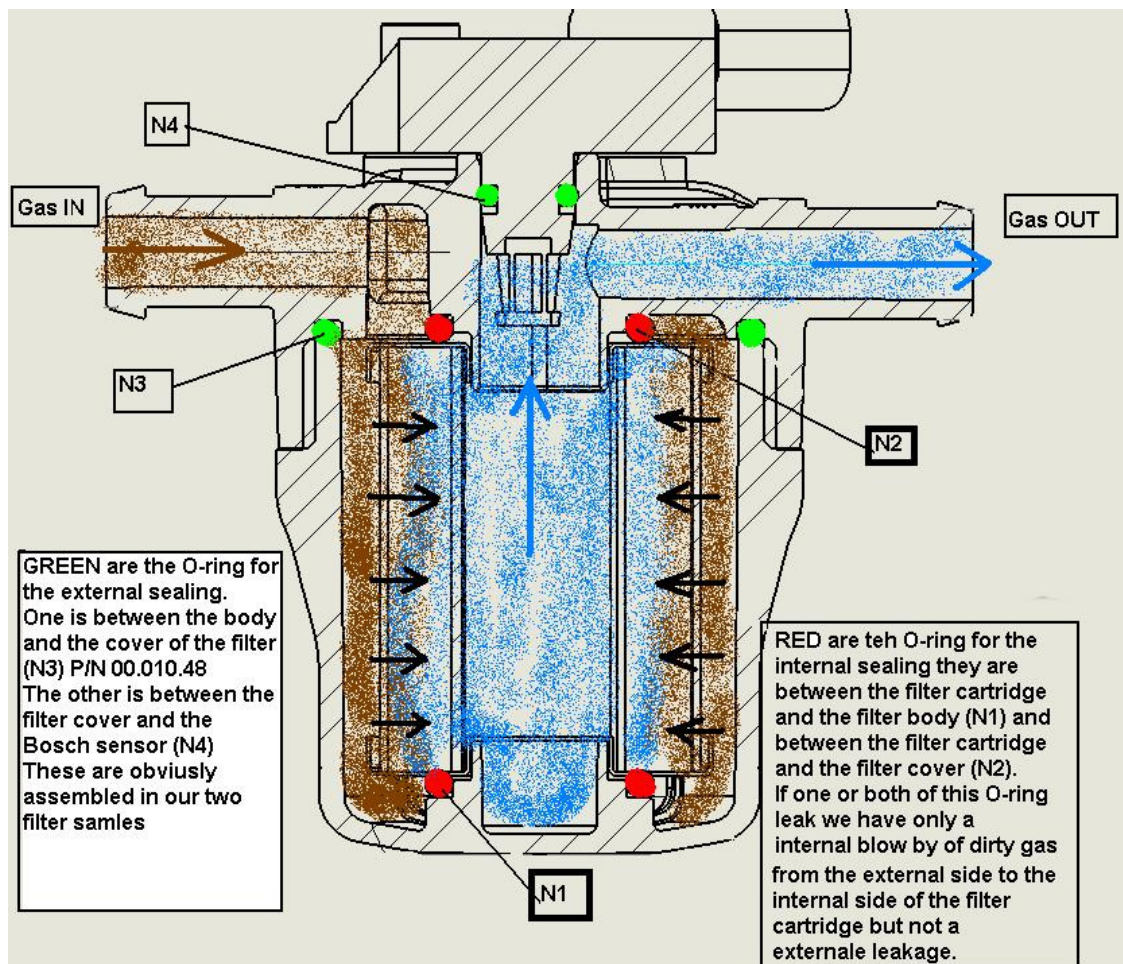 N4
Gas IN
Gas OUT
N3
N2
GREEN are the O-ring for
the external sealing.
One is between the body
and the cover of the filter
(N3) P/N 00.010.48
The other is between the
filter cover and the
Bosch sensor (N4)
These are obviusly
assembled in our two
filter samles
RED are teh O-ring for the
internal sealing they are
between the filter cartridge
and the filter body (N1) and
between the filter cartridge
and the filter cover (N2).
If one or both of this O-ring
leak we have only a
internal blow by of dirty gas
from the external side to the
internal side of the filter
cartridge but not a
externale leakage.
N1